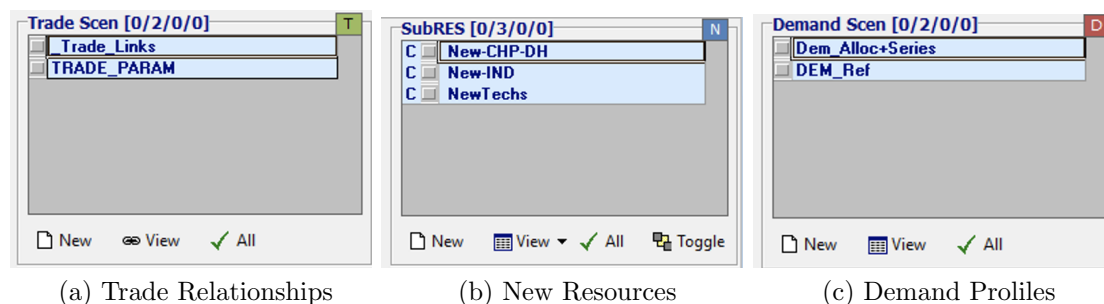 Trade Scen [0/2/0/0] T
_Trade_Links
TRADE_PARAM
New View All
(a) Trade Relationships
SubRES [0/3/0/0] N
C New-CHP-DH
C New-IND
C NewTechs
New View All Toggle
(b) New Resources
Demand Scen [0/2/0/0] D
Dem_Alloc+Series
DEM_Ref
New View All
(c) Demand Proliles